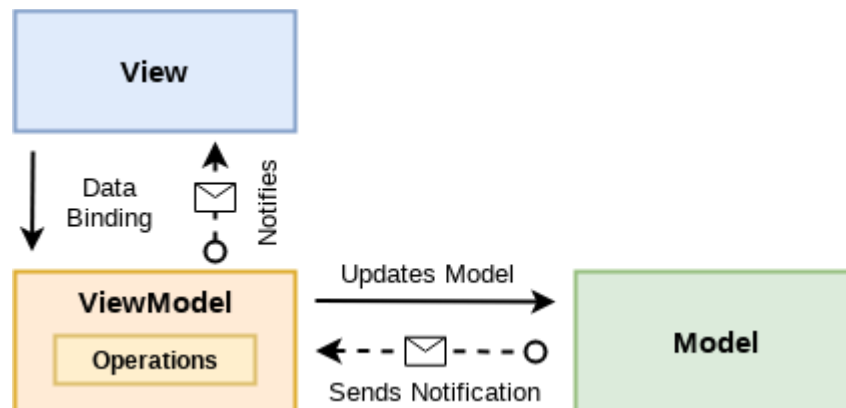 View
Data
Binding
Notifies
ViewModel
Operations
Updates Model
Sends Notification
Model